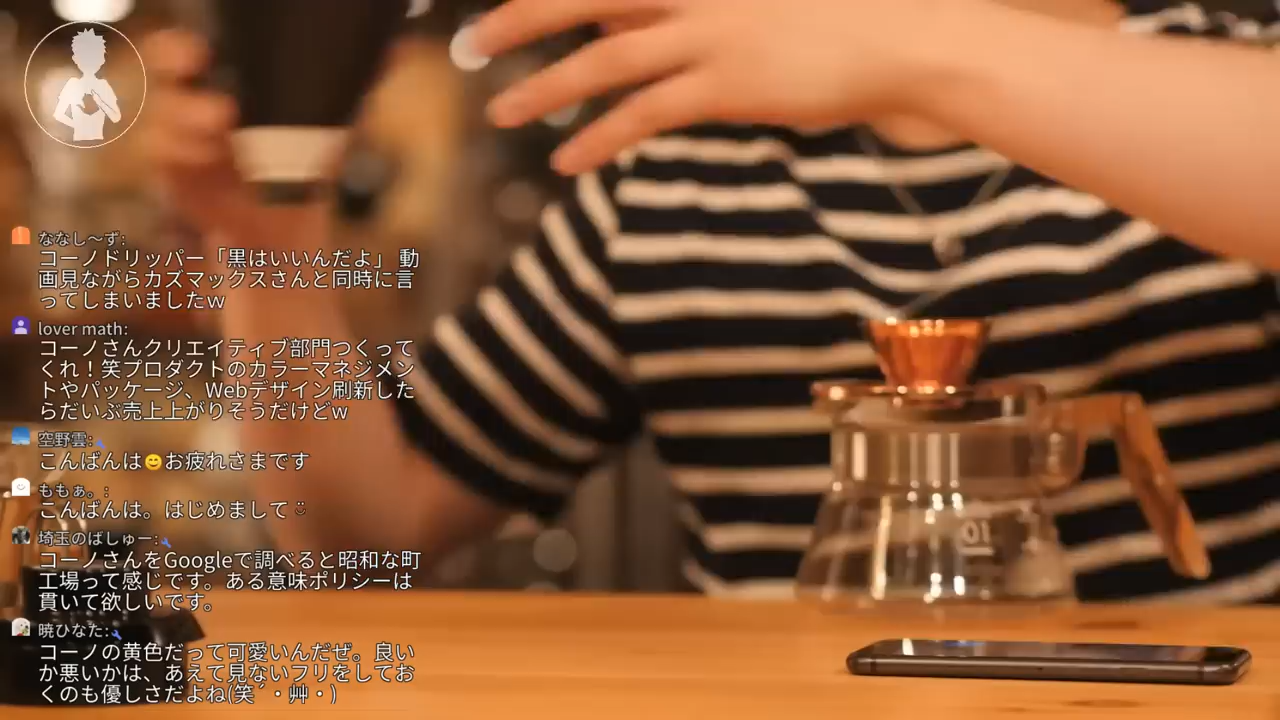 ななし～ず:
コーノドリッパー「黒はいいんだよ」 動
画見ながらカズマックスさんと同時に言
ってしまいましたw
lover math:
コーノさんクリエイティブ部門つくって
くれ！笑プロダクトのカラーマネジメン
トやパッケージ、Webデザイン刷新した
らだいぶ売上上がりそうだけどw
空野雲:
こんばんは😊お疲れさまです
ももぁ。:
こんばんは。はじめまして
埼玉のばしゅー:
コーノさんをGoogleで調べると昭和な町
工場って感じです。ある意味ポリシーは
貫いて欲しいです。
暁ひなた:
コーノの黄色だって可愛いんだぜ。良い
か悪いかは、あえて見ないフリをしてお
くのも優しさだよね(笑´・艸・)
01